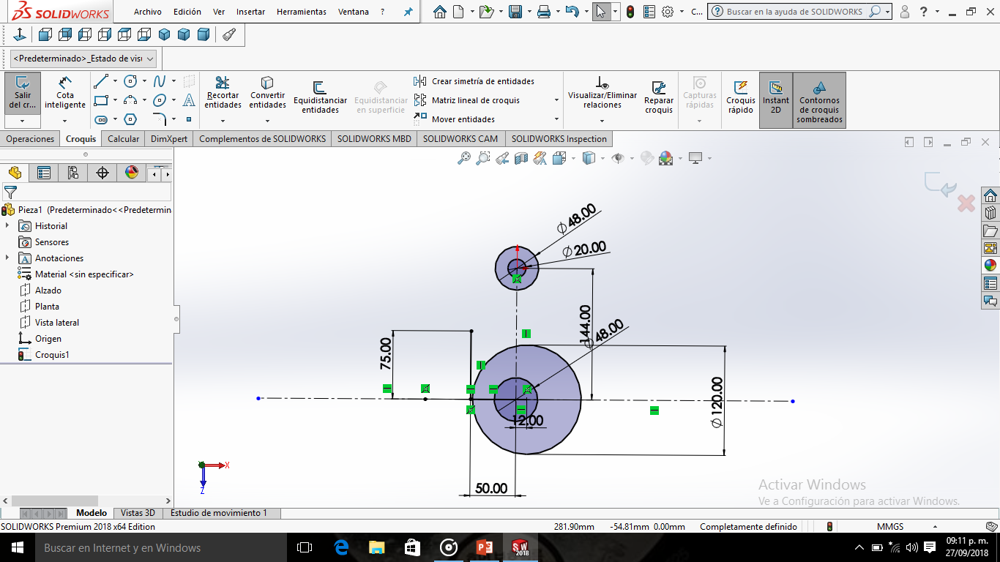 SOLIDWORKS Archivo Edición Ver Insertar Herramientas Ventana ? C... Buscar en la ayuda de SOLIDWORKS ?
<Predeterminado>_Estado de visu
Salir del cr...
Cota inteligente
Recortar entidades
Convertir entidades
Equidistanciar entidades
Equidistanciar en superficie
Crear simetría de entidades
Matriz lineal de croquis
Mover entidades
Visualizar/Eliminar relaciones
Reparar croquis
Capturas rápidas
Croquis rápido
Instant 2D
Contornos de croquis sombreados
Operaciones Croquis Calcular DimXpert Complementos de SOLIDWORKS SOLIDWORKS MBD SOLIDWORKS CAM SOLIDWORKS Inspection
Pieza1 (Predeterminado<<Predetermin
Historial
Sensores
Anotaciones
Material <sin especificar>
Alzado
Planta
Vista lateral
Origen
Croquis1
∅48.00
∅20.00
144.00
∅48.00
75.00
∅120.00
12.00
50.00
X
Z
Activar Windows
Ve a Configuración para activar Windows.
Modelo Vistas 3D Estudio de movimiento 1
SOLIDWORKS Premium 2018 x64 Edition 281.90mm -54.81mm 0.00mm Completamente definido MMGS
Buscar en Internet y en Windows
SW 2018
09:11 p. m.
27/09/2018